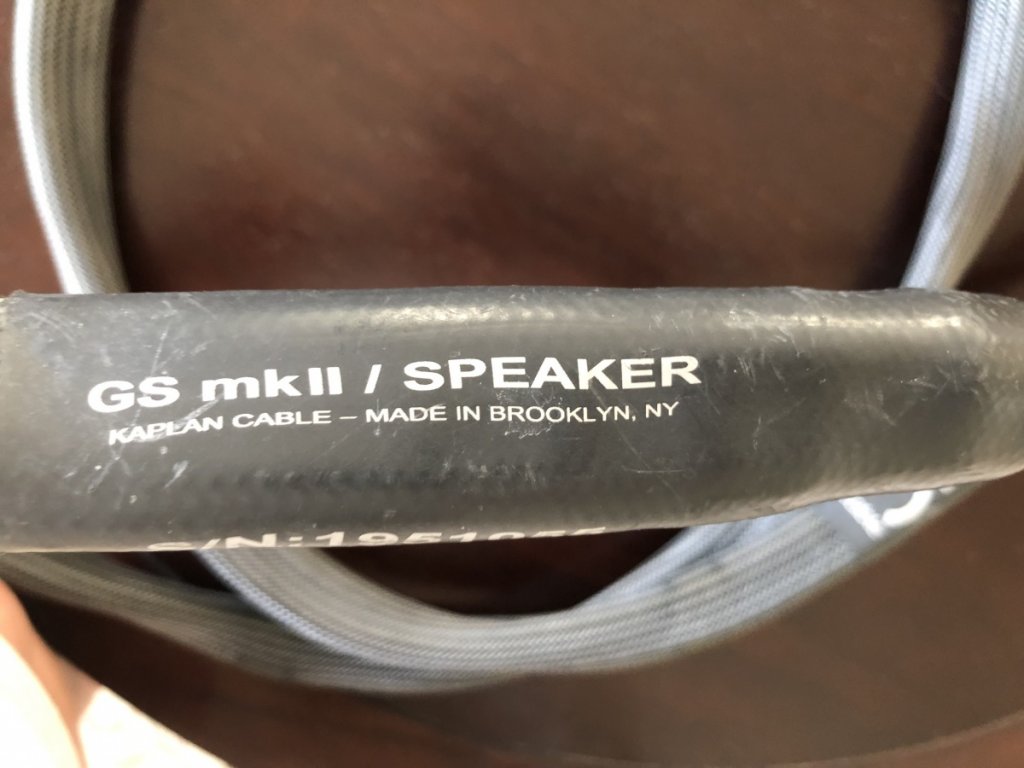 GS mkII / SPEAKER
KAPLAN CABLE – MADE IN BROOKLYN, NY